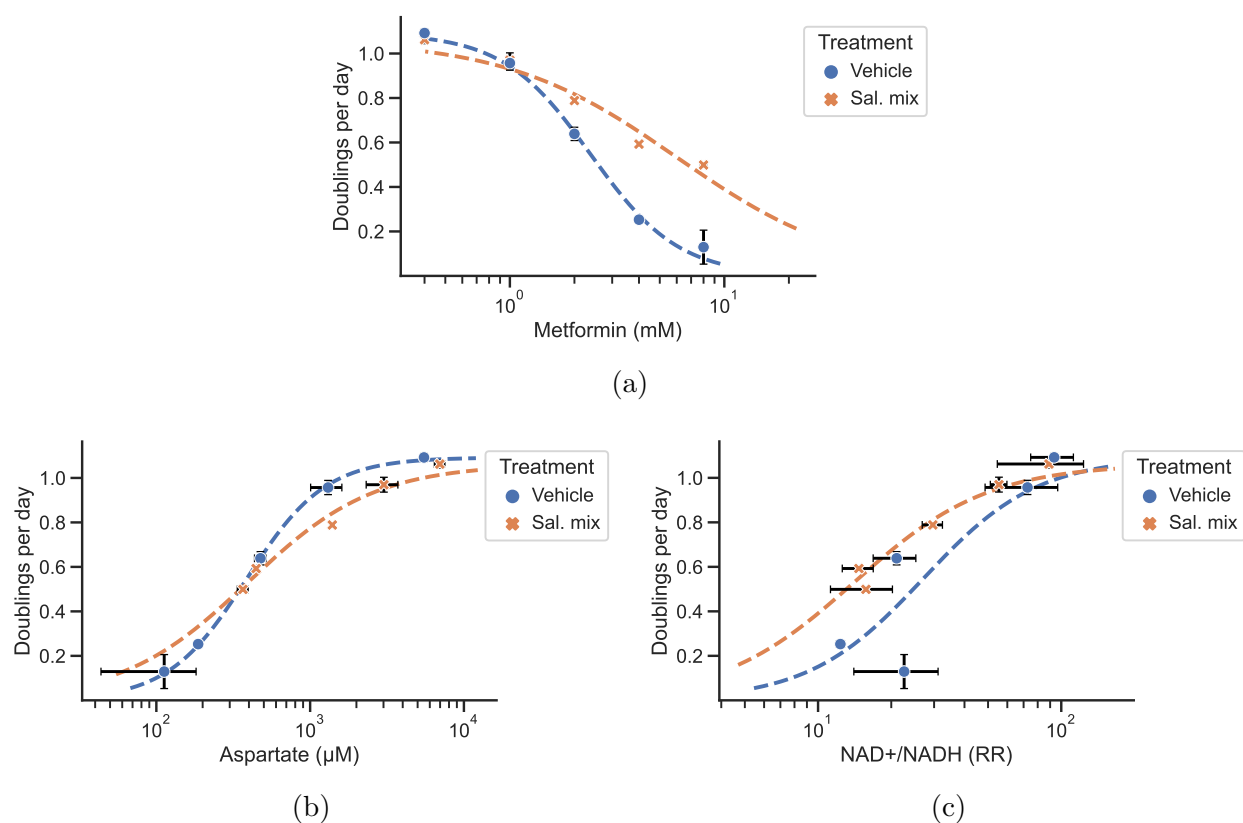 Doublings per day
1.0
0.8
0.6
0.4
0.2
10^0
10^1
Metformin (mM)
Treatment
Vehicle
Sal. mix
(a)
Doublings per day
1.0
0.8
0.6
0.4
0.2
10^2
10^3
10^4
Aspartate (μM)
Treatment
Vehicle
Sal. mix
(b)
Doublings per day
1.0
0.8
0.6
0.4
0.2
10^1
10^2
NAD+/NADH (RR)
Treatment
Vehicle
Sal. mix
(c)